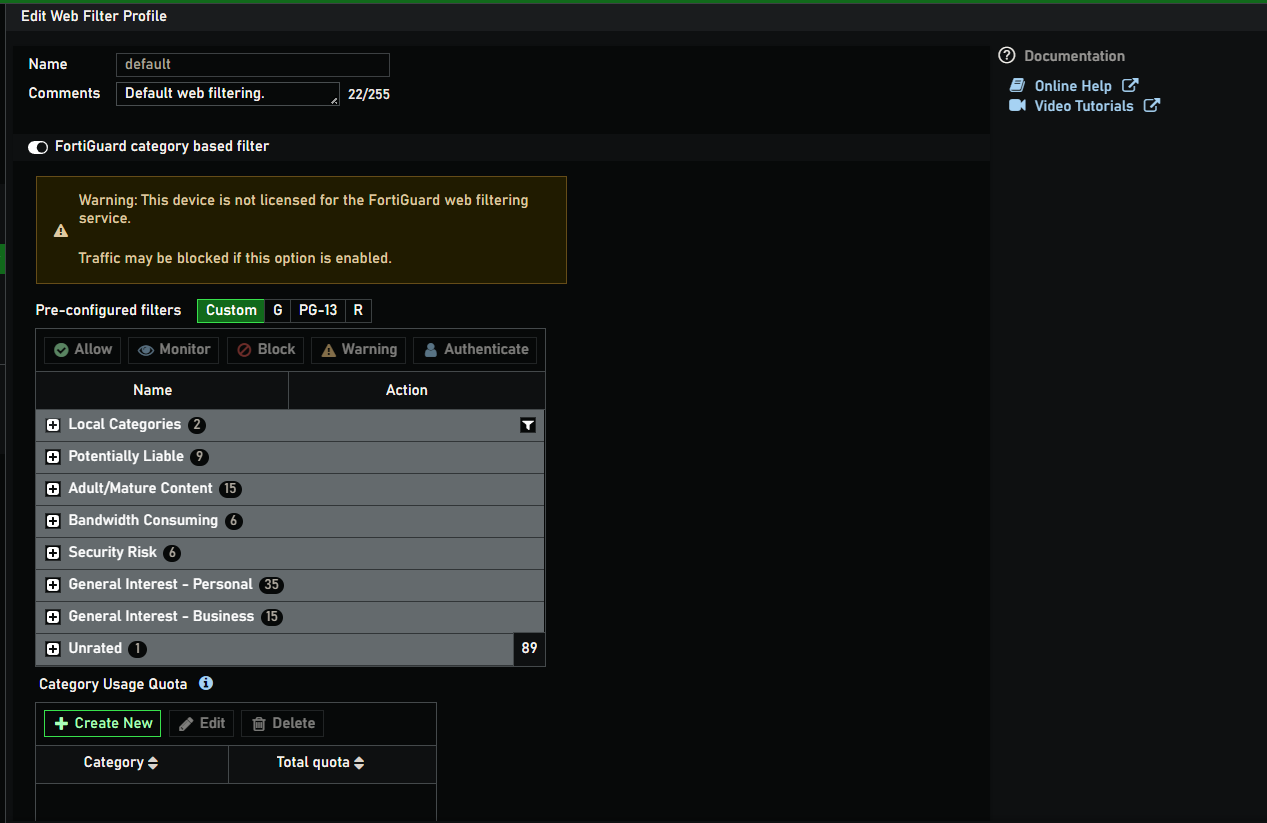 Edit Web Filter Profile
Documentation
Name default
Online Help
Comments Default web filtering. 22/255
Video Tutorials
FortiGuard category based filter
Warning: This device is not licensed for the FortiGuard web filtering
service.
Traffic may be blocked if this option is enabled.
Pre-configured filters Custom G PG-13 R
Allow Monitor Block Warning Authenticate
Name Action
Local Categories 2
Potentially Liable 9
Adult/Mature Content 15
Bandwidth Consuming 6
Security Risk 6
General Interest - Personal 35
General Interest - Business 15
Unrated 1 89
Category Usage Quota
Create New Edit Delete
Category Total quota